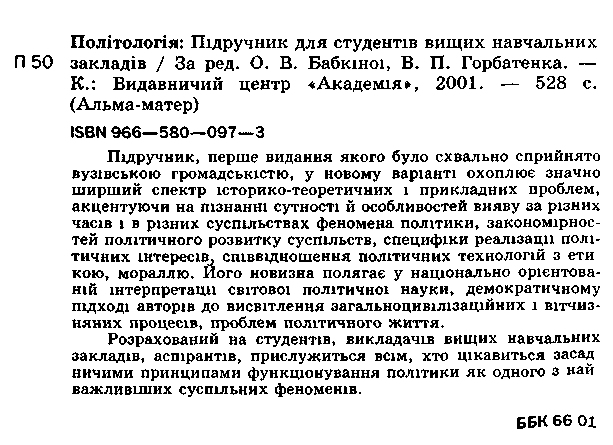 Політологія: Підручник для студентів вищих навчальних
П 50 закладів / За ред. О. В. Бабкіної, В. П. Горбатенка. —
К.: Видавничий центр «Академія», 2001. — 528 с.
(Альма-матер)
ISBN 966—580—097—3
Підручник, перше видання якого було схвально сприйнято
вузівською громадськістю, у новому варіанті охоплює значно
ширший спектр історико-теоретичних і прикладних проблем,
акцентуючи на пізнанні сутності й особливостей вияву за різних
часів і в різних суспільствах феномена політики, закономірнос-
тей політичного розвитку суспільств, специфіки реалізації полі-
тичних інтересів, співвідношення політичних технологій з ети
кою, мораллю. Його новизна полягає у національно орієнтова-
ній інтерпретації світової політичної науки, демократичному
підході авторів до висвітлення загальноцивілізаційних і вітчиз-
няних процесів, проблем політичного життя.
Розрахований на студентів, викладачів вищих навчальних
закладів, аспірантів, прислужиться всім, хто цікавиться засад
ничими принципами функціонування політики як одного з най
важливіших суспільних феноменів.
ББК 66 01